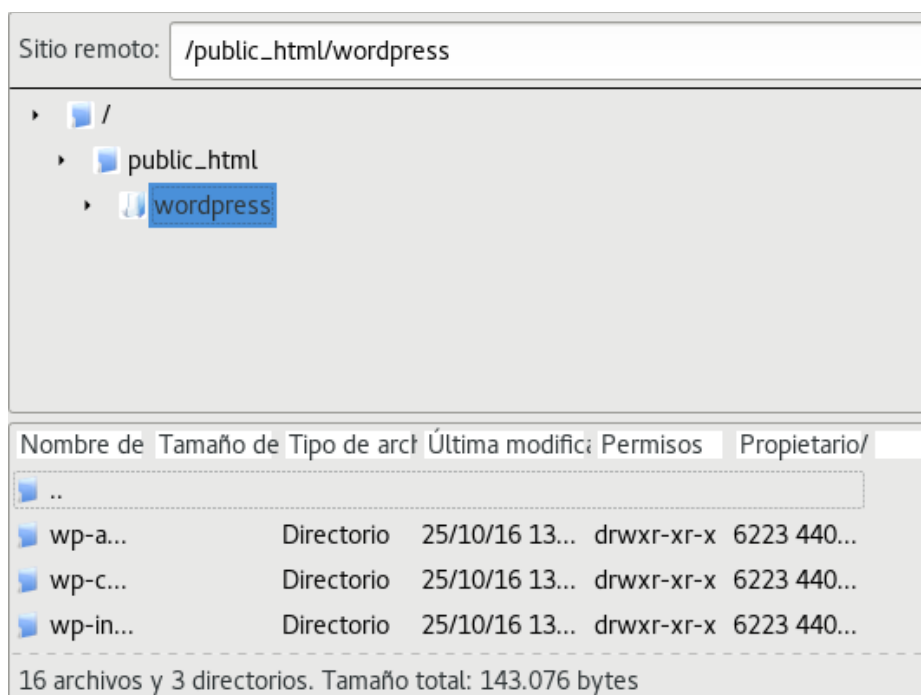 Sitio remoto: /public_html/wordpress
/
public_html
wordpress
Nombre de Tamaño de Tipo de arch Última modifica Permisos Propietario/
..
wp-a... Directorio 25/10/16 13... drwxr-xr-x 6223 440...
wp-c... Directorio 25/10/16 13... drwxr-xr-x 6223 440...
wp-in... Directorio 25/10/16 13... drwxr-xr-x 6223 440...
16 archivos y 3 directorios. Tamaño total: 143.076 bytes